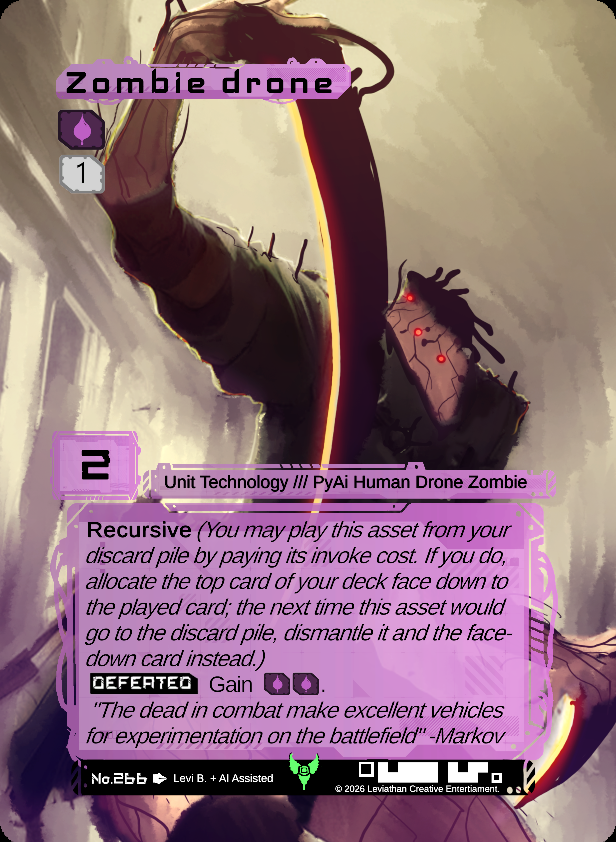 Zombie drone
1
2
Unit Technology /// PyAi Human Drone Zombie
Recursive (You may play this asset from your
discard pile by paying its invoke cost. If you do,
allocate the top card of your deck face down to
the played card; the next time this asset would
go to the discard pile, dismantle it and the face-
down card instead.)
DEFEATED Gain .
"The dead in combat make excellent vehicles
for experimentation on the battlefield" -Markov
No.266 Levi B. + AI Assisted
© 2026 Leviathan Creative Entertiament.